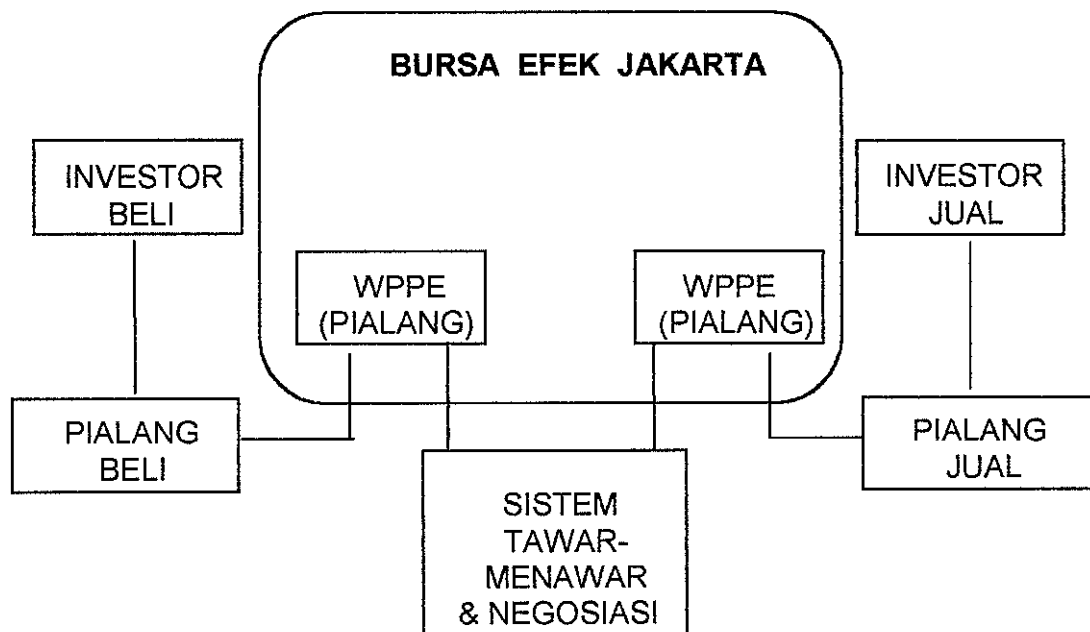 BURSA EFEK JAKARTA
INVESTOR
BELI
INVESTOR
JUAL
WPPE
(PIALANG)
WPPE
(PIALANG)
PIALANG
BELI
PIALANG
JUAL
SISTEM
TAWAR-
MENAWAR
& NEGOSIASI